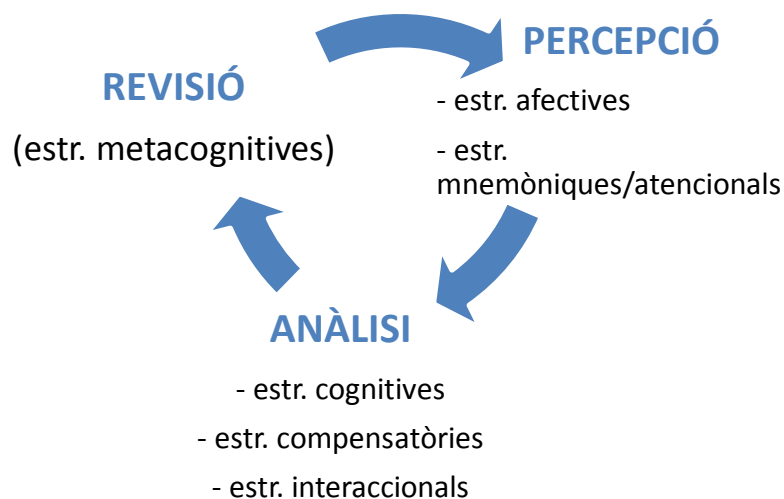 REVISIÓ
(estr. metacognitives)
PERCEPCIÓ
- estr. afectives
- estr.
mnemòniques/atencionals
ANÀLISI
- estr. cognitives
- estr. compensatòries
- estr. interaccionals